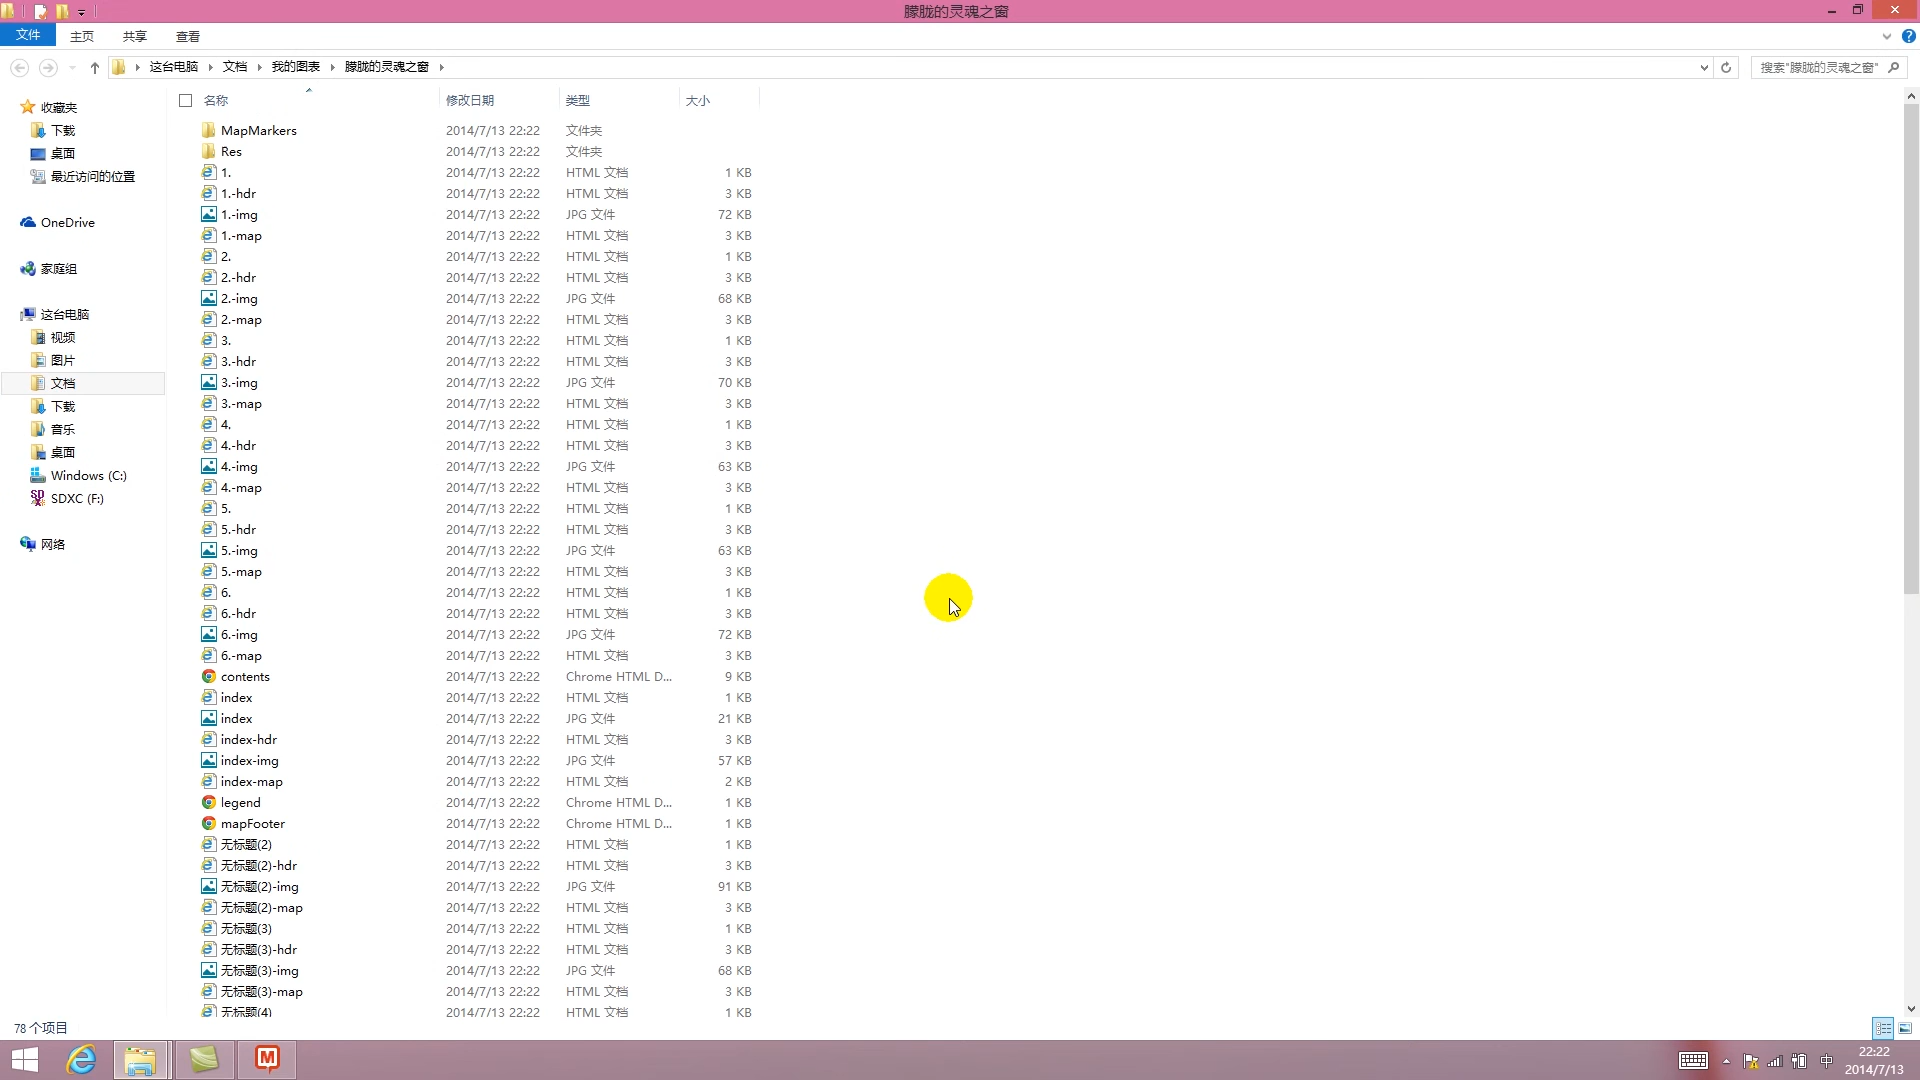 朦胧的灵魂之窗
文件 主页 共享 查看
这台电脑 文档 我的图表 朦胧的灵魂之窗 搜索"朦胧的灵魂之窗"
收藏夹
下载
桌面
最近访问的位置
OneDrive
家庭组
这台电脑
视频
图片
文档
下载
音乐
桌面
Windows (C:)
SDXC (F:)
网络
名称 修改日期 类型 大小
MapMarkers 2014/7/13 22:22 文件夹
Res 2014/7/13 22:22 文件夹
1. 2014/7/13 22:22 HTML 文档 1 KB
1.-hdr 2014/7/13 22:22 HTML 文档 3 KB
1.-img 2014/7/13 22:22 JPG 文件 72 KB
1.-map 2014/7/13 22:22 HTML 文档 3 KB
2. 2014/7/13 22:22 HTML 文档 1 KB
2.-hdr 2014/7/13 22:22 HTML 文档 3 KB
2.-img 2014/7/13 22:22 JPG 文件 68 KB
2.-map 2014/7/13 22:22 HTML 文档 3 KB
3. 2014/7/13 22:22 HTML 文档 1 KB
3.-hdr 2014/7/13 22:22 HTML 文档 3 KB
3.-img 2014/7/13 22:22 JPG 文件 70 KB
3.-map 2014/7/13 22:22 HTML 文档 3 KB
4. 2014/7/13 22:22 HTML 文档 1 KB
4.-hdr 2014/7/13 22:22 HTML 文档 3 KB
4.-img 2014/7/13 22:22 JPG 文件 63 KB
4.-map 2014/7/13 22:22 HTML 文档 3 KB
5. 2014/7/13 22:22 HTML 文档 1 KB
5.-hdr 2014/7/13 22:22 HTML 文档 3 KB
5.-img 2014/7/13 22:22 JPG 文件 63 KB
5.-map 2014/7/13 22:22 HTML 文档 3 KB
6. 2014/7/13 22:22 HTML 文档 1 KB
6.-hdr 2014/7/13 22:22 HTML 文档 3 KB
6.-img 2014/7/13 22:22 JPG 文件 72 KB
6.-map 2014/7/13 22:22 HTML 文档 3 KB
contents 2014/7/13 22:22 Chrome HTML D... 9 KB
index 2014/7/13 22:22 HTML 文档 1 KB
index 2014/7/13 22:22 JPG 文件 21 KB
index-hdr 2014/7/13 22:22 HTML 文档 3 KB
index-img 2014/7/13 22:22 JPG 文件 57 KB
index-map 2014/7/13 22:22 HTML 文档 2 KB
legend 2014/7/13 22:22 Chrome HTML D... 1 KB
mapFooter 2014/7/13 22:22 Chrome HTML D... 1 KB
无标题(2) 2014/7/13 22:22 HTML 文档 1 KB
无标题(2)-hdr 2014/7/13 22:22 HTML 文档 3 KB
无标题(2)-img 2014/7/13 22:22 JPG 文件 91 KB
无标题(2)-map 2014/7/13 22:22 HTML 文档 3 KB
无标题(3) 2014/7/13 22:22 HTML 文档 1 KB
无标题(3)-hdr 2014/7/13 22:22 HTML 文档 3 KB
无标题(3)-img 2014/7/13 22:22 JPG 文件 68 KB
无标题(3)-map 2014/7/13 22:22 HTML 文档 3 KB
无标题(4) 2014/7/13 22:22 HTML 文档 1 KB
78 个项目
中
22:22
2014/7/13